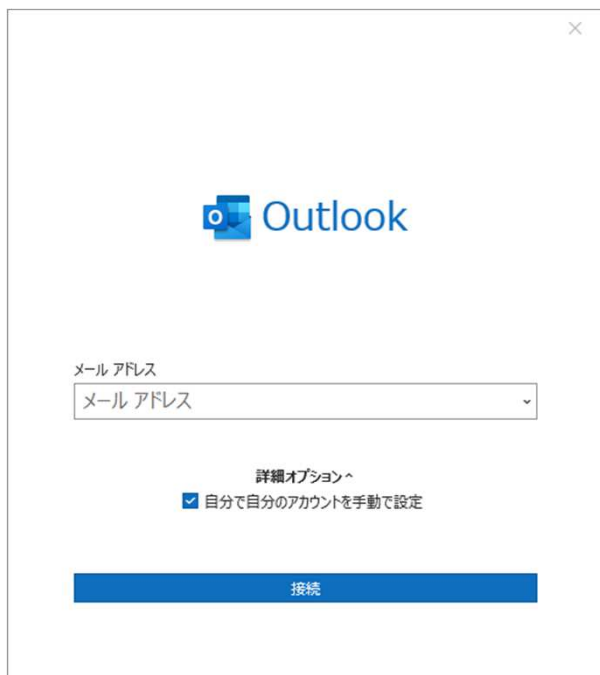 Outlook
メール アドレス
メール アドレス
詳細オプション
自分で自分のアカウントを手動で設定
接続